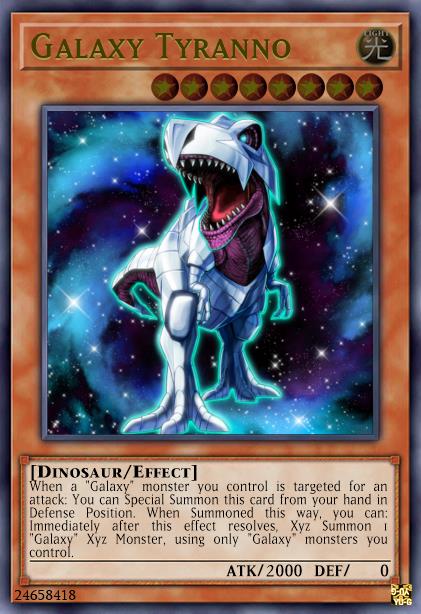 GALAXY TYRANNO
LIGHT
光
[DINOSAUR/EFFECT]
When a "Galaxy" monster you control is targeted for an
attack: You can Special Summon this card from your hand in
Defense Position. When Summoned this way, you can:
Immediately after this effect resolves, Xyz Summon 1
"Galaxy" Xyz Monster, using only "Galaxy" monsters you
control.
ATK/2000 DEF/ 0
24658418